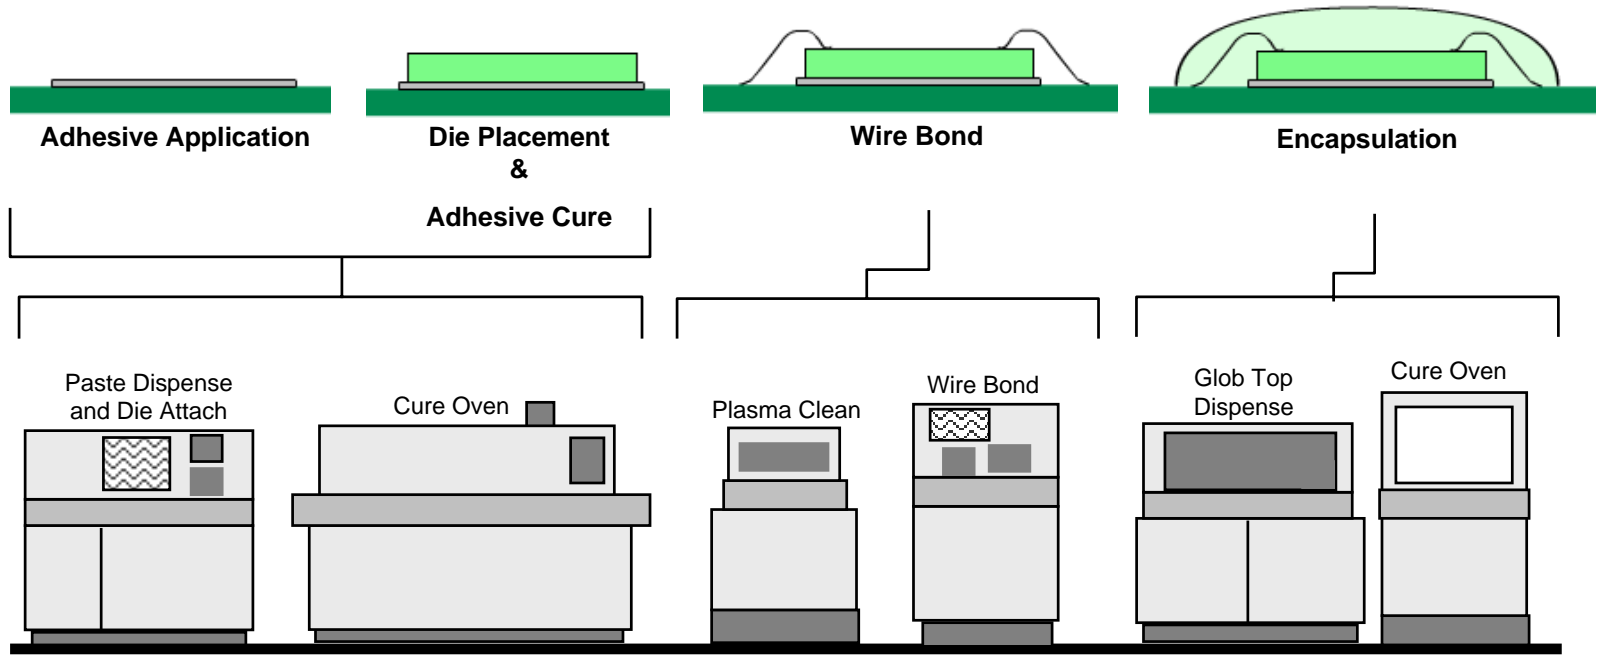 Adhesive Application
Die Placement
&
Adhesive Cure
Wire Bond
Encapsulation
Paste Dispense
and Die Attach
Cure Oven
Plasma Clean
Wire Bond
Glob Top
Dispense
Cure Oven